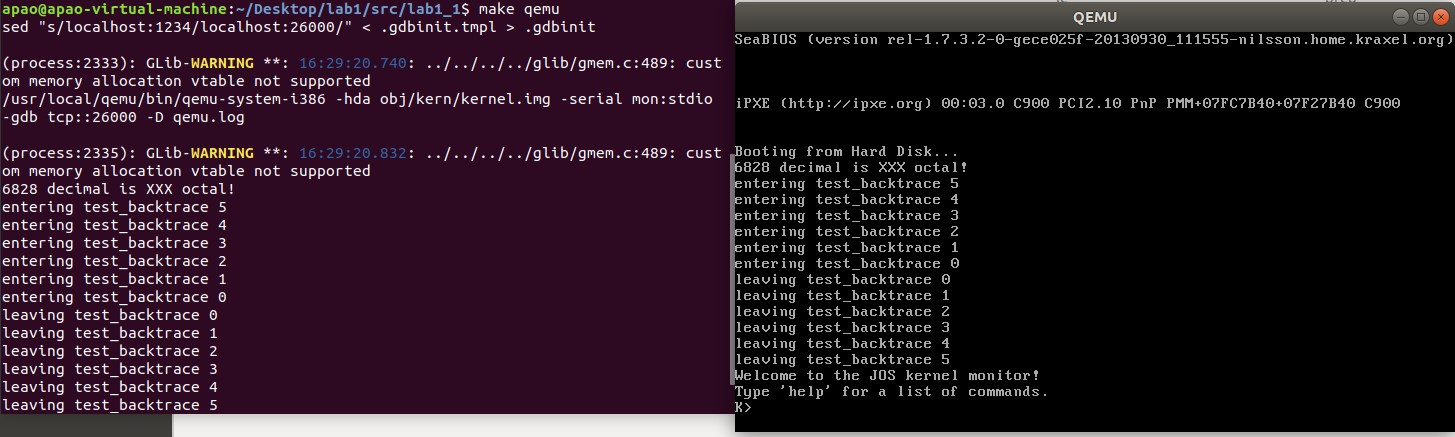 apao@apao-virtual-machine:~/Desktop/lab1/src/lab1_1$ make qemu
sed "s/localhost:1234/localhost:26000/" < .gdbinit.tmpl > .gdbinit
(process:2333): GLib-WARNING **: 16:29:20.740: ../../../../glib/gmem.c:489: cust
om memory allocation vtable not supported
/usr/local/qemu/bin/qemu-system-i386 -hda obj/kern/kernel.img -serial mon:stdio
-gdb tcp::26000 -D qemu.log
(process:2335): GLib-WARNING **: 16:29:20.832: ../../../../glib/gmem.c:489: cust
om memory allocation vtable not supported
6828 decimal is XXX octal!
entering test_backtrace 5
entering test_backtrace 4
entering test_backtrace 3
entering test_backtrace 2
entering test_backtrace 1
entering test_backtrace 0
leaving test_backtrace 0
leaving test_backtrace 1
leaving test_backtrace 2
leaving test_backtrace 3
leaving test_backtrace 4
leaving test_backtrace 5
QEMU
SeaBIOS (version rel-1.7.3.2-0-gece025f-20130930_111555-nilsson.home.kraxel.org)
iPXE (http://ipxe.org) 00:03.0 C900 PCI2.10 PnP PMM+07FC7B40+07F27B40 C900
Booting from Hard Disk...
6828 decimal is XXX octal!
entering test_backtrace 5
entering test_backtrace 4
entering test_backtrace 3
entering test_backtrace 2
entering test_backtrace 1
entering test_backtrace 0
leaving test_backtrace 0
leaving test_backtrace 1
leaving test_backtrace 2
leaving test_backtrace 3
leaving test_backtrace 4
leaving test_backtrace 5
Welcome to the JOS kernel monitor!
Type 'help' for a list of commands.
K>